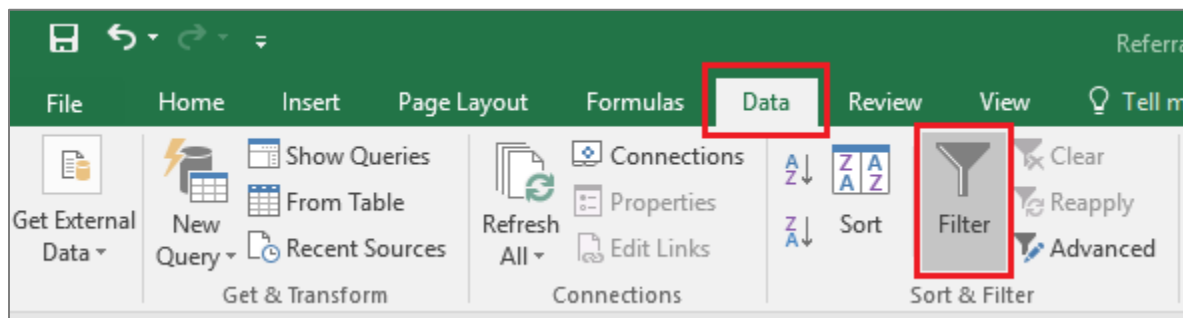 Referra
File Home Insert Page Layout Formulas Data Review View Tell m
Get External
Data
New
Query
Show Queries
From Table
Recent Sources
Get & Transform
Refresh
All
Connections
Properties
Edit Links
Connections
A
Z
Z
A
Z A
A Z
Sort
Filter
Clear
Reapply
Advanced
Sort & Filter